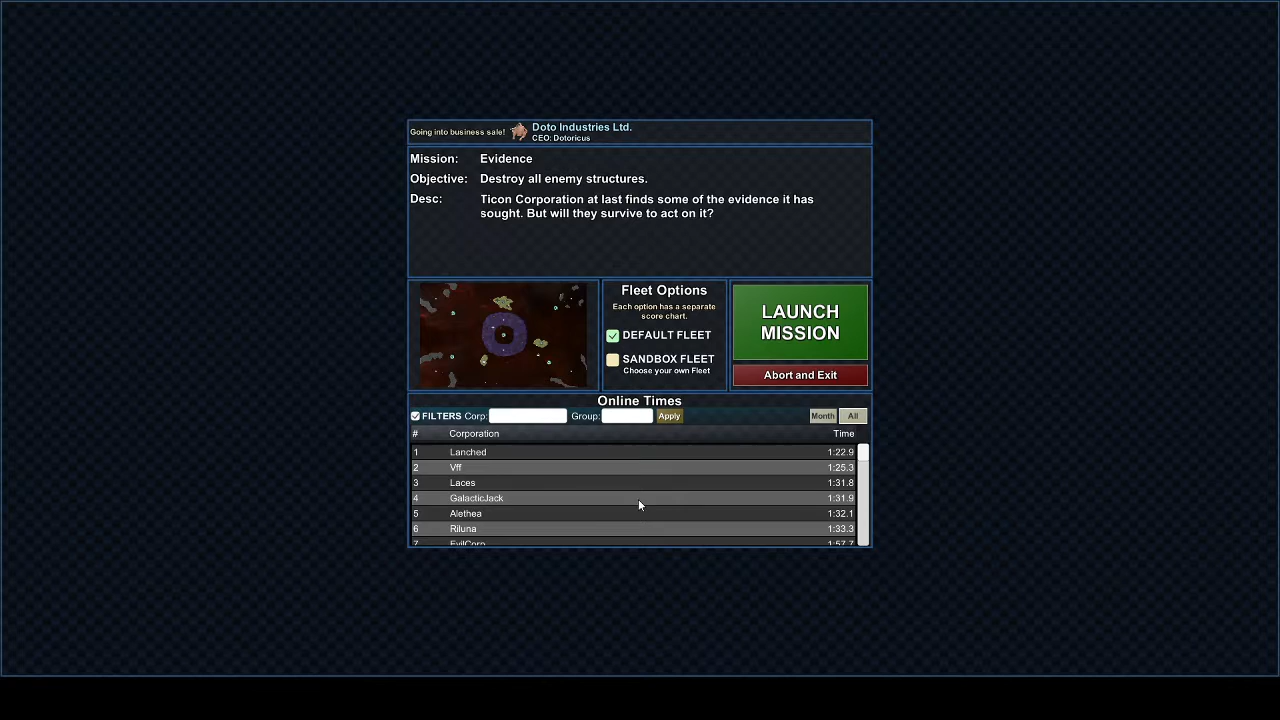 Going into business sale!
Doto Industries Ltd.
CEO: Dotoricus
Mission: Evidence
Objective: Destroy all enemy structures.
Desc: Ticon Corporation at last finds some of the evidence it has
sought. But will they survive to act on it?
Fleet Options
Each option has a separate
score chart.
DEFAULT FLEET
SANDBOX FLEET
Choose your own Fleet
LAUNCH
MISSION
Abort and Exit
Online Times
FILTERS Corp: Group: Apply Month All
# Corporation Time
1 Lanched 1:22.9
2 Vff 1:25.3
3 Laces 1:31.8
4 GalacticJack 1:31.9
5 Alethea 1:32.1
6 Riluna 1:33.3
7 EvilCorp 1:57.7